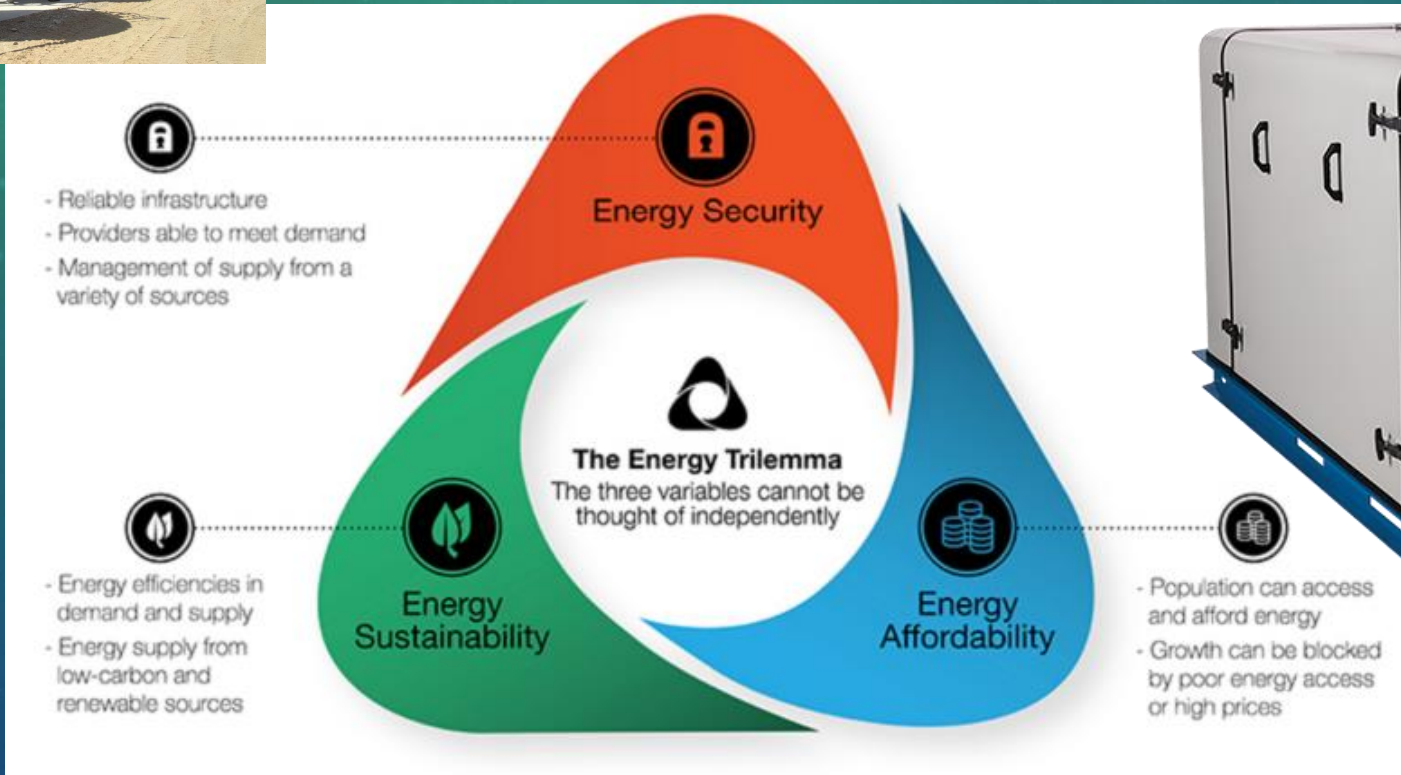 Energy Security
- Reliable infrastructure
- Providers able to meet demand
- Management of supply from a
variety of sources
The Energy Trilemma
The three variables cannot be
thought of independently
Energy
Sustainability
- Energy efficiencies in
demand and supply
- Energy supply from
low-carbon and
renewable sources
Energy
Affordability
- Population can access
and afford energy
- Growth can be blocked
by poor energy access
or high prices